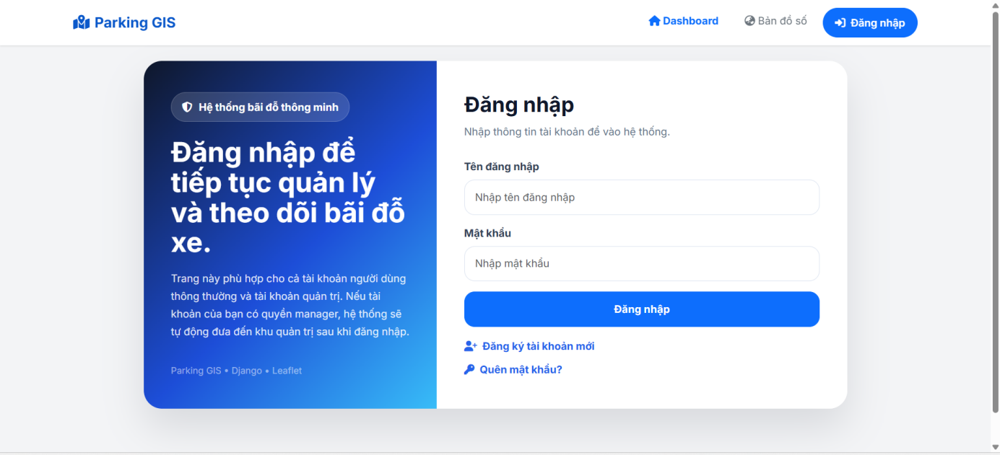 Parking GIS
Dashboard
Bản đồ số
Đăng nhập
Hệ thống bãi đỗ thông minh
Đăng nhập để
tiếp tục quản lý
và theo dõi bãi đỗ
xe.
Trang này phù hợp cho cả tài khoản người dùng
thông thường và tài khoản quản trị. Nếu tài
khoản của bạn có quyền manager, hệ thống sẽ
tự động đưa đến khu quản trị sau khi đăng nhập.
Parking GIS • Django • Leaflet
Đăng nhập
Nhập thông tin tài khoản để vào hệ thống.
Tên đăng nhập
Nhập tên đăng nhập
Mật khẩu
Nhập mật khẩu
Đăng nhập
Đăng ký tài khoản mới
Quên mật khẩu?